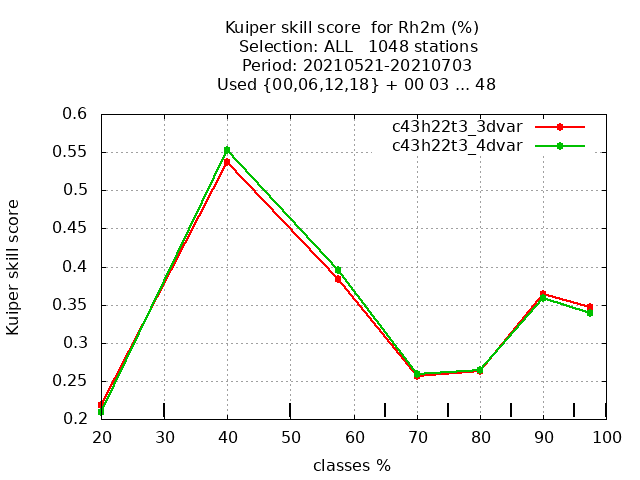 Kuiper skill score  for Rh2m (%)
Selection: ALL   1048 stations
Period: 20210521-20210703
Used {00,06,12,18} + 00 03 ... 48
c43h22t3_3dvar
c43h22t3_4dvar
Kuiper skill score
0.6
0.55
0.5
0.45
0.4
0.35
0.3
0.25
0.2
20 30 40 50 60 70 80 90 100
classes %